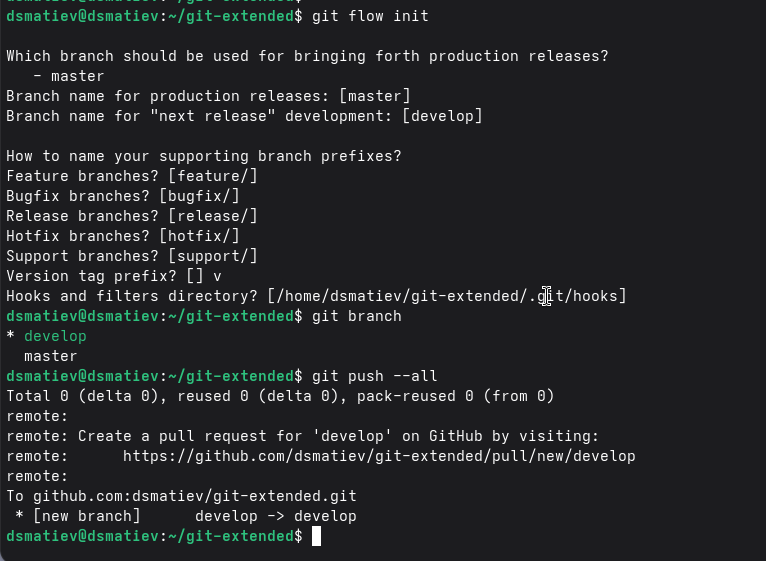 dsmatiev@dsmatiev:~/git-extended$ git flow init
Which branch should be used for bringing forth production releases?
   - master
Branch name for production releases: [master]
Branch name for "next release" development: [develop]
How to name your supporting branch prefixes?
Feature branches? [feature/]
Bugfix branches? [bugfix/]
Release branches? [release/]
Hotfix branches? [hotfix/]
Support branches? [support/]
Version tag prefix? [] v
Hooks and filters directory? [/home/dsmatiev/git-extended/.git/hooks]
dsmatiev@dsmatiev:~/git-extended$ git branch
* develop
  master
dsmatiev@dsmatiev:~/git-extended$ git push --all
Total 0 (delta 0), reused 0 (delta 0), pack-reused 0 (from 0)
remote:
remote: Create a pull request for 'develop' on GitHub by visiting:
remote:      https://github.com/dsmatiev/git-extended/pull/new/develop
remote:
To github.com:dsmatiev/git-extended.git
 * [new branch]      develop -> develop
dsmatiev@dsmatiev:~/git-extended$